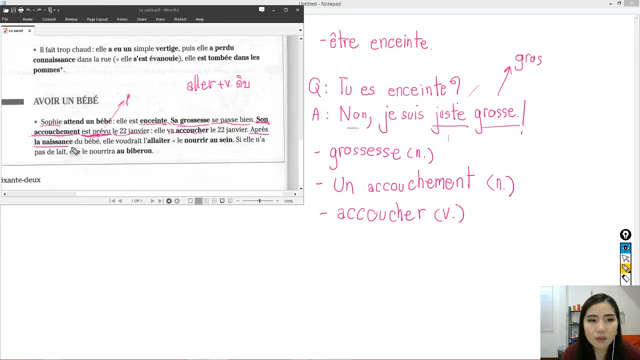 Untitled - Notepad
La santé
Il fait trop chaud : elle a eu un simple vertige, puis elle a perdu
connaissance dans la rue (= elle s'est évanouie), elle est tombée dans les
pommes*.
aller+v. ดิบ
AVOIR UN BÉBÉ
Sophie attend un bébé : elle est enceinte. Sa grossesse se passe bien. Son
accouchement est prévu le 22 janvier : elle va accoucher le 22 janvier. Après
la naissance du bébé, elle voudrait l'allaiter – le nourrir au sein. Si elle n'a
pas de lait, le nourrira au biberon.
ixante-deux
- être enceinte.
gros
Q: Tu es enceinte?
A: Non, je suis juste grosse!
- grossesse (n.)
- Un accouchement (n.)
- accoucher (v.)